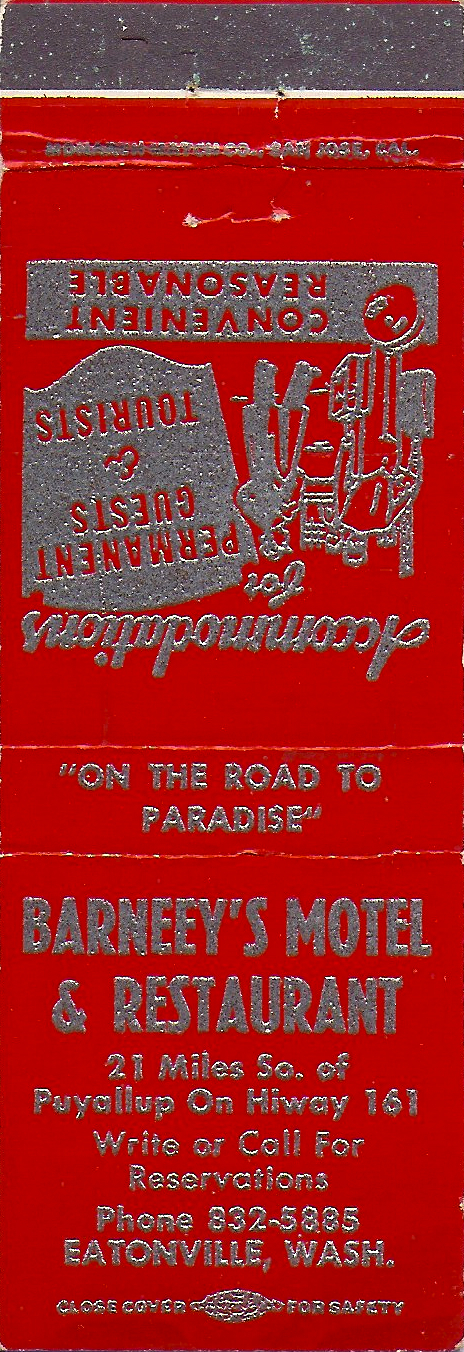 MONARCH MATCH CO., SAN JOSE, CAL.
Accommodations
for
PERMANENT
GUESTS
&
TOURISTS
CONVENIENT
REASONABLE
"ON THE ROAD TO
PARADISE"
BARNEEY'S MOTEL
& RESTAURANT
21 Miles So. of
Puyallup On Hiway 161
Write or Call For
Reservations
Phone 832-5885
EATONVILLE, WASH.
CLOSE COVER FOR SAFETY